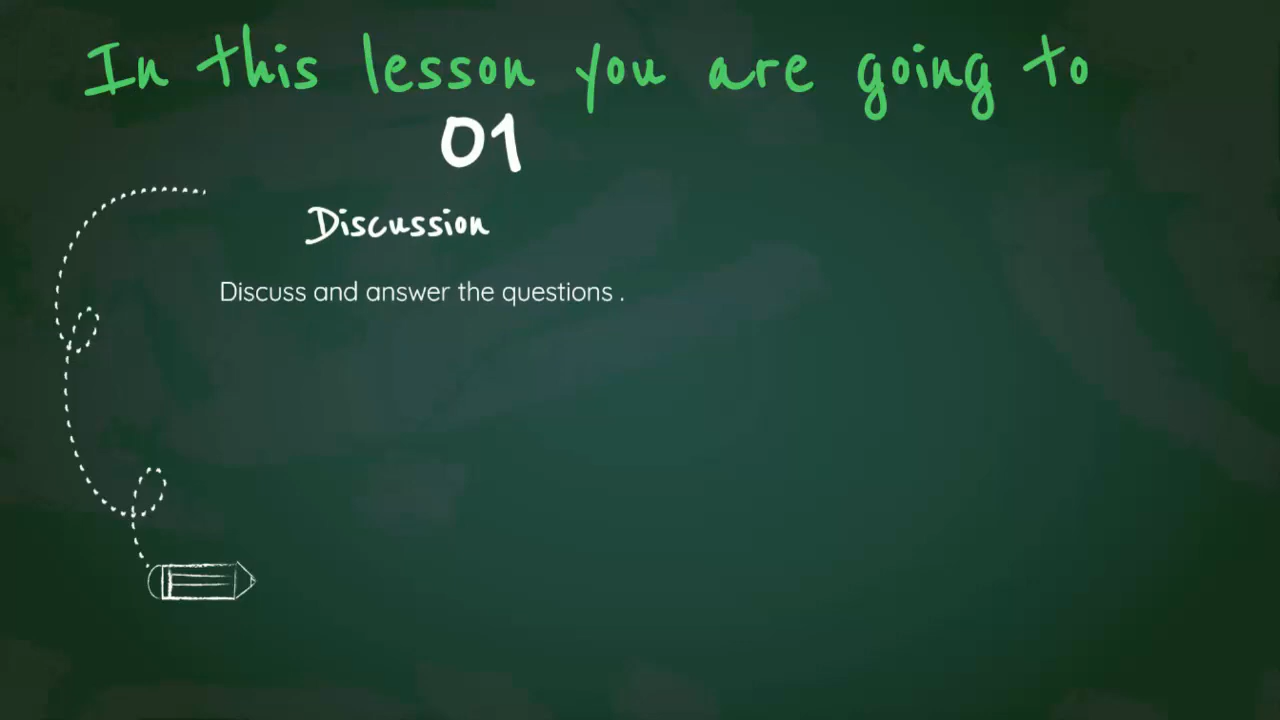 In this lesson you are going to
01
Discussion
Discuss and answer the questions .